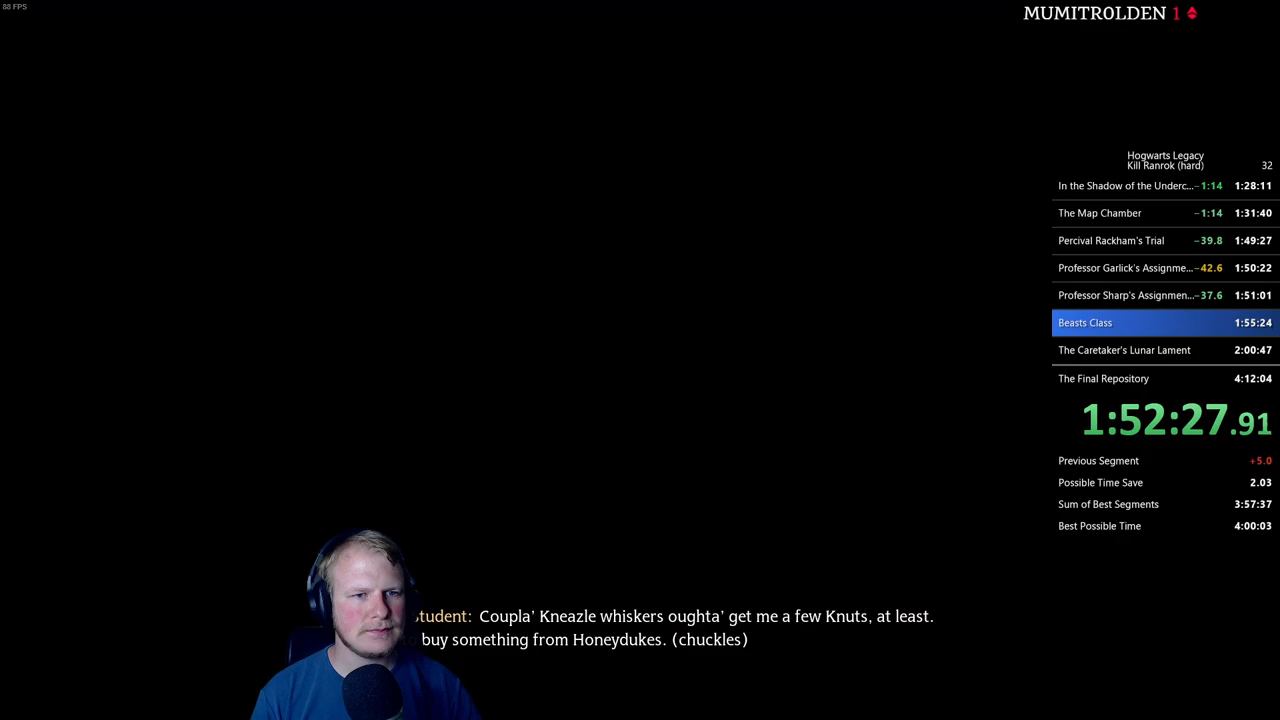 88 FPS
MUMITR0LDEN 1
Hogwarts Legacy
Kill Ranrok (hard) 32
In the Shadow of the Underc... -1:14 1:28:11
The Map Chamber -1:14 1:31:40
Percival Rackham's Trial -39.8 1:49:27
Professor Garlick's Assignme... -42.6 1:50:22
Professor Sharp's Assignmen... -37.6 1:51:01
Beasts Class 1:55:24
The Caretaker's Lunar Lament 2:00:47
The Final Repository 4:12:04
1:52:27.91
Previous Segment +5.0
Possible Time Save 2.03
Sum of Best Segments 3:57:37
Best Possible Time 4:00:03
Student: Coupla' Kneazle whiskers oughta' get me a few Knuts, at least.
buy something from Honeydukes. (chuckles)